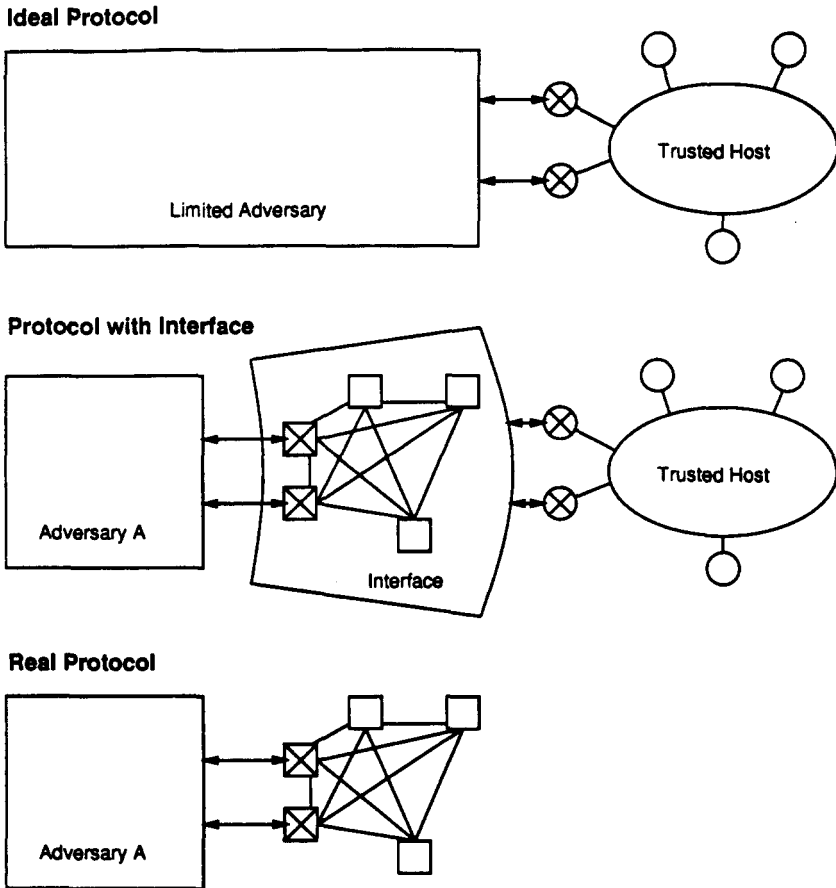 Ideal Protocol
Trusted Host
Limited Adversary
Protocol with Interface
Trusted Host
Adversary A
Interface
Real Protocol
Adversary A